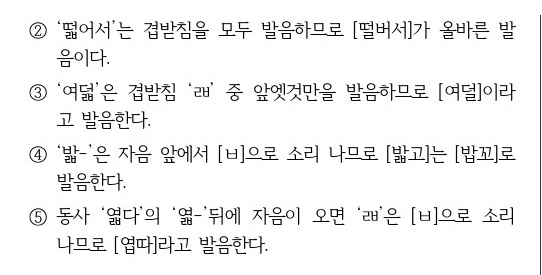 ② ‘떫어서’는 겹받침을 모두 발음하므로 [떨버서]가 올바른 발
음이다.
③ ‘여덟’은 겹받침 ‘ㄼ’ 중 앞엣것만을 발음하므로 [여덜]이라
고 발음한다.
④ ‘밟-’은 자음 앞에서 [ㅂ]으로 소리 나므로 [밟고]는 [밥꼬]로
발음한다.
⑤ 동사 ‘엷다’의 ‘엷-’뒤에 자음이 오면 ‘ㄼ’은 [ㅂ]으로 소리
나므로 [엽따]라고 발음한다.